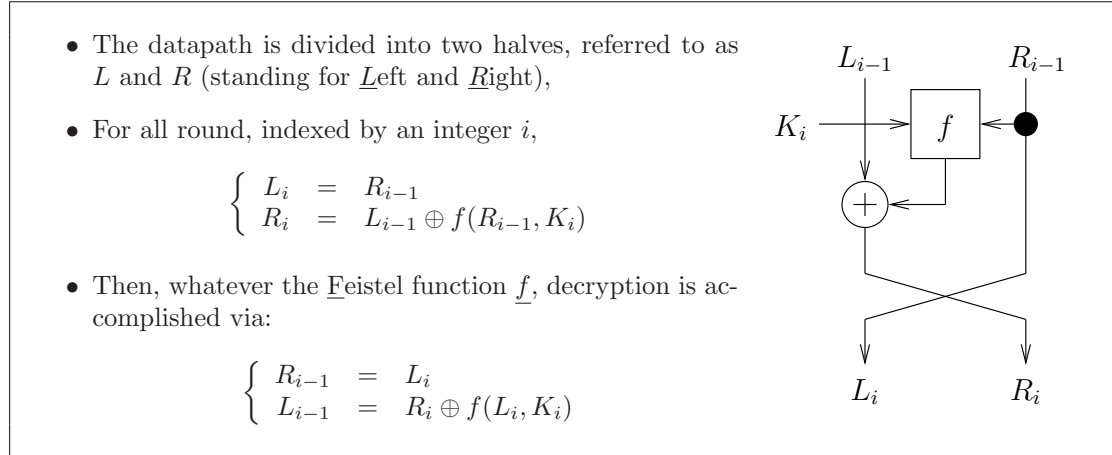 • The datapath is divided into two halves, referred to as
L and R (standing for Left and Right),
• For all round, indexed by an integer i,
{ L_i = R_{i−1}
R_i = L_{i−1} ⊕ f(R_{i−1}, K_i)
• Then, whatever the Feistel function f, decryption is ac-
complished via:
{ R_{i−1} = L_i
L_{i−1} = R_i ⊕ f(L_i, K_i)
L_{i−1} R_{i−1}
K_i f
+
L_i R_i